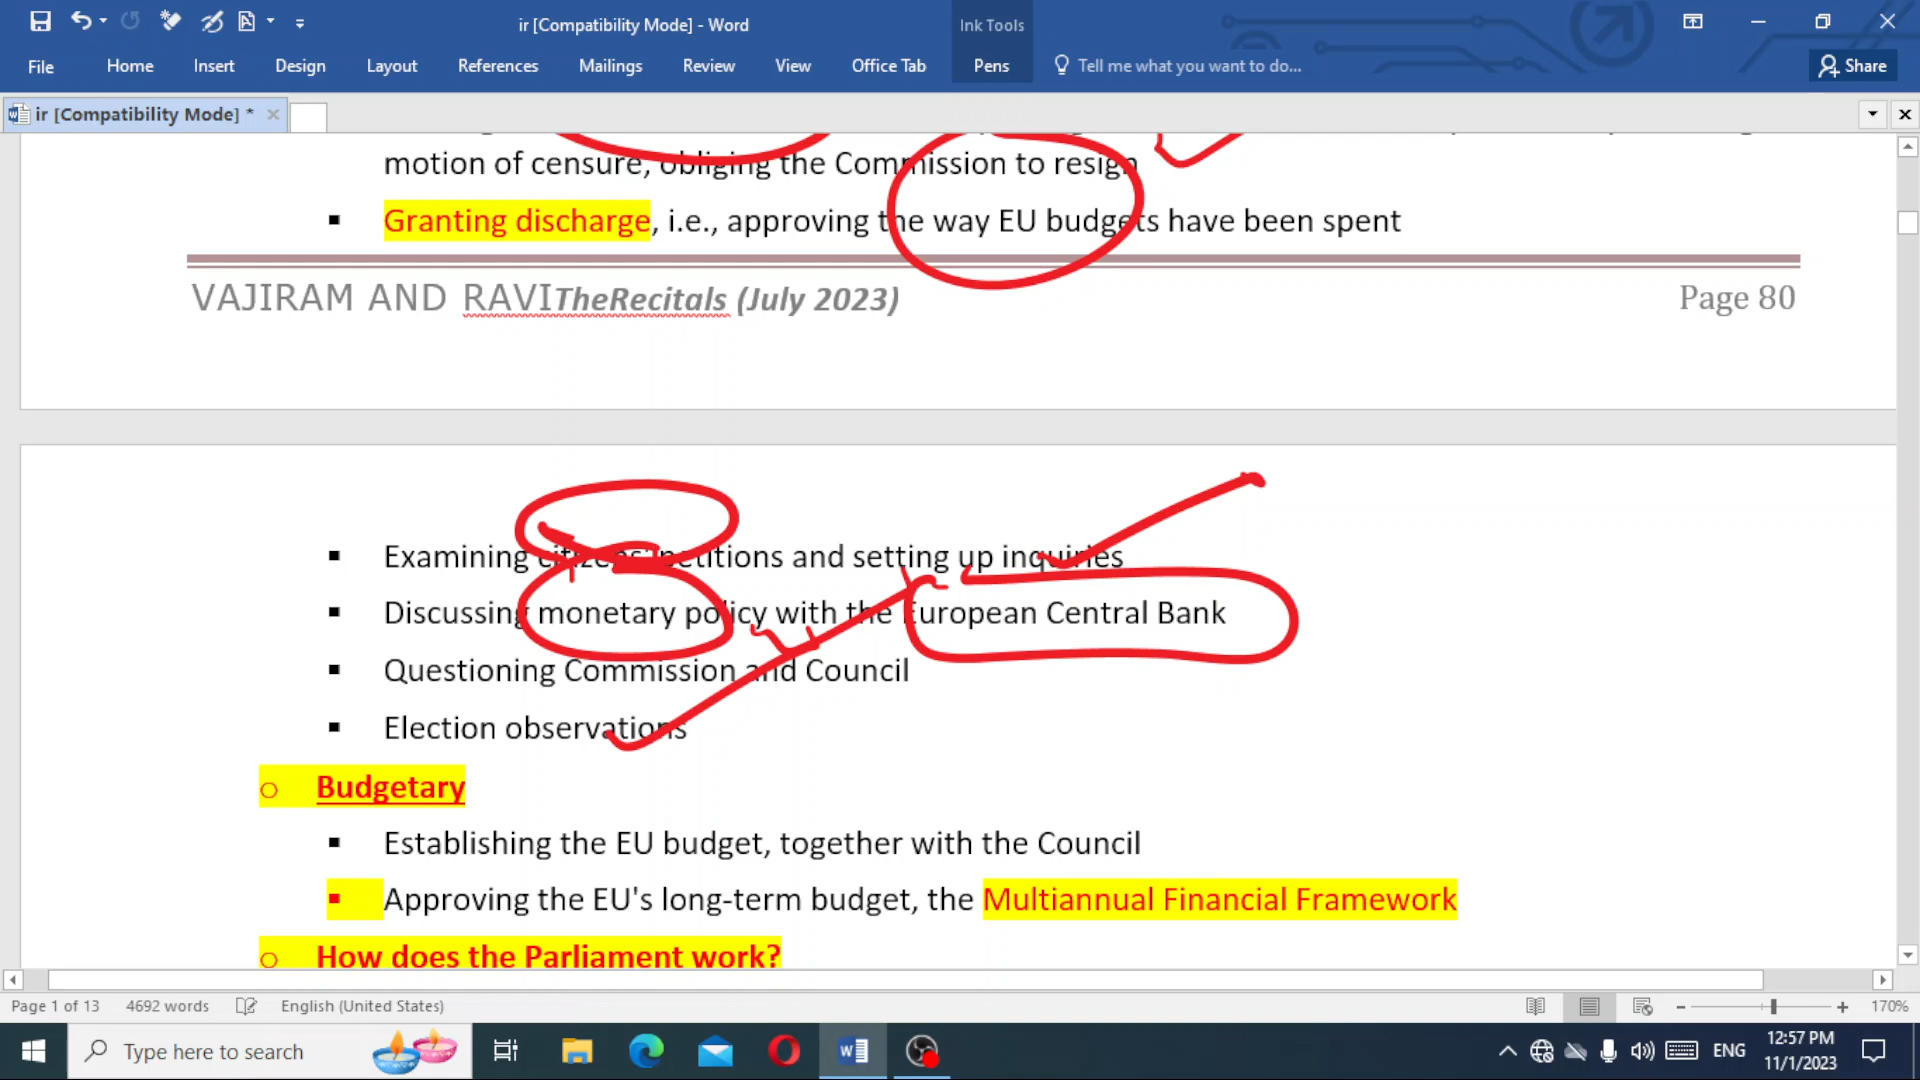 ir [Compatibility Mode] - Word
Ink Tools
File
Home
Insert
Design
Layout
References
Mailings
Review
View
Office Tab
Pens
Tell me what you want to do...
Share
ir [Compatibility Mode] *
motion of censure, obliging the Commission to resign
▪ Granting discharge, i.e., approving the way EU budgets have been spent
VAJIRAM AND RAVITheRecitals (July 2023)
Page 80
▪ Examining citizens' petitions and setting up inquiries
▪ Discussing monetary policy with the European Central Bank
▪ Questioning Commission and Council
▪ Election observations
o Budgetary
▪ Establishing the EU budget, together with the Council
▪ Approving the EU's long-term budget, the Multiannual Financial Framework
o How does the Parliament work?
Page 1 of 13
4692 words
English (United States)
170%
Type here to search
ENG
12:57 PM
11/1/2023